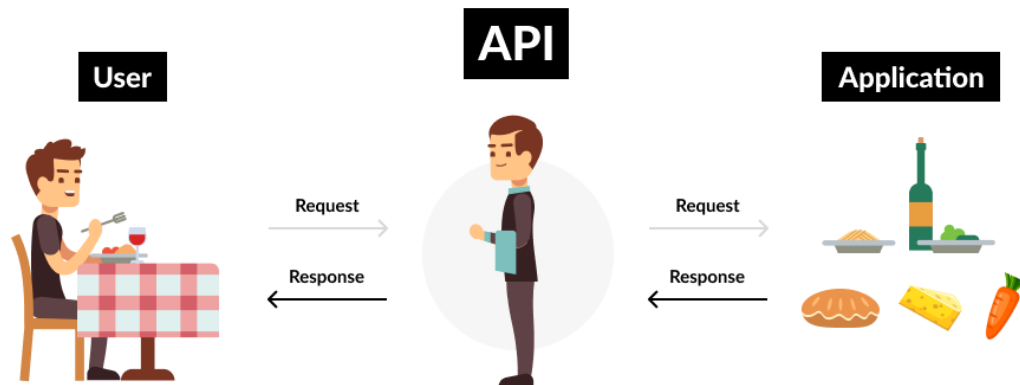 User
API
Application
Request
Response
Request
Response